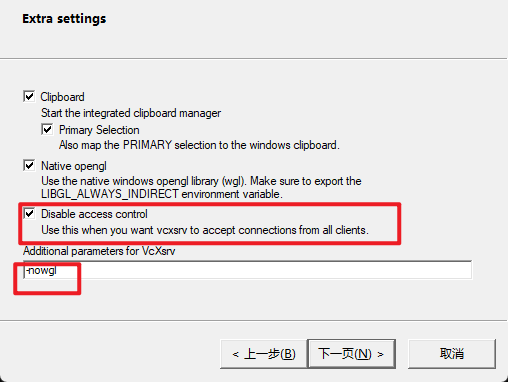 Extra settings
Clipboard
Start the integrated clipboard manager
Primary Selection
Also map the PRIMARY selection to the windows clipboard.
Native opengl
Use the native windows opengl library (wgl). Make sure to export the
LIBGL_ALWAYS_INDIRECT environment variable.
Disable access control
Use this when you want vcxsrv to accept connections from all clients.
Additional parameters for VcXsrv
-nowgl
< 上一步(B) 下一页(N) > 取消